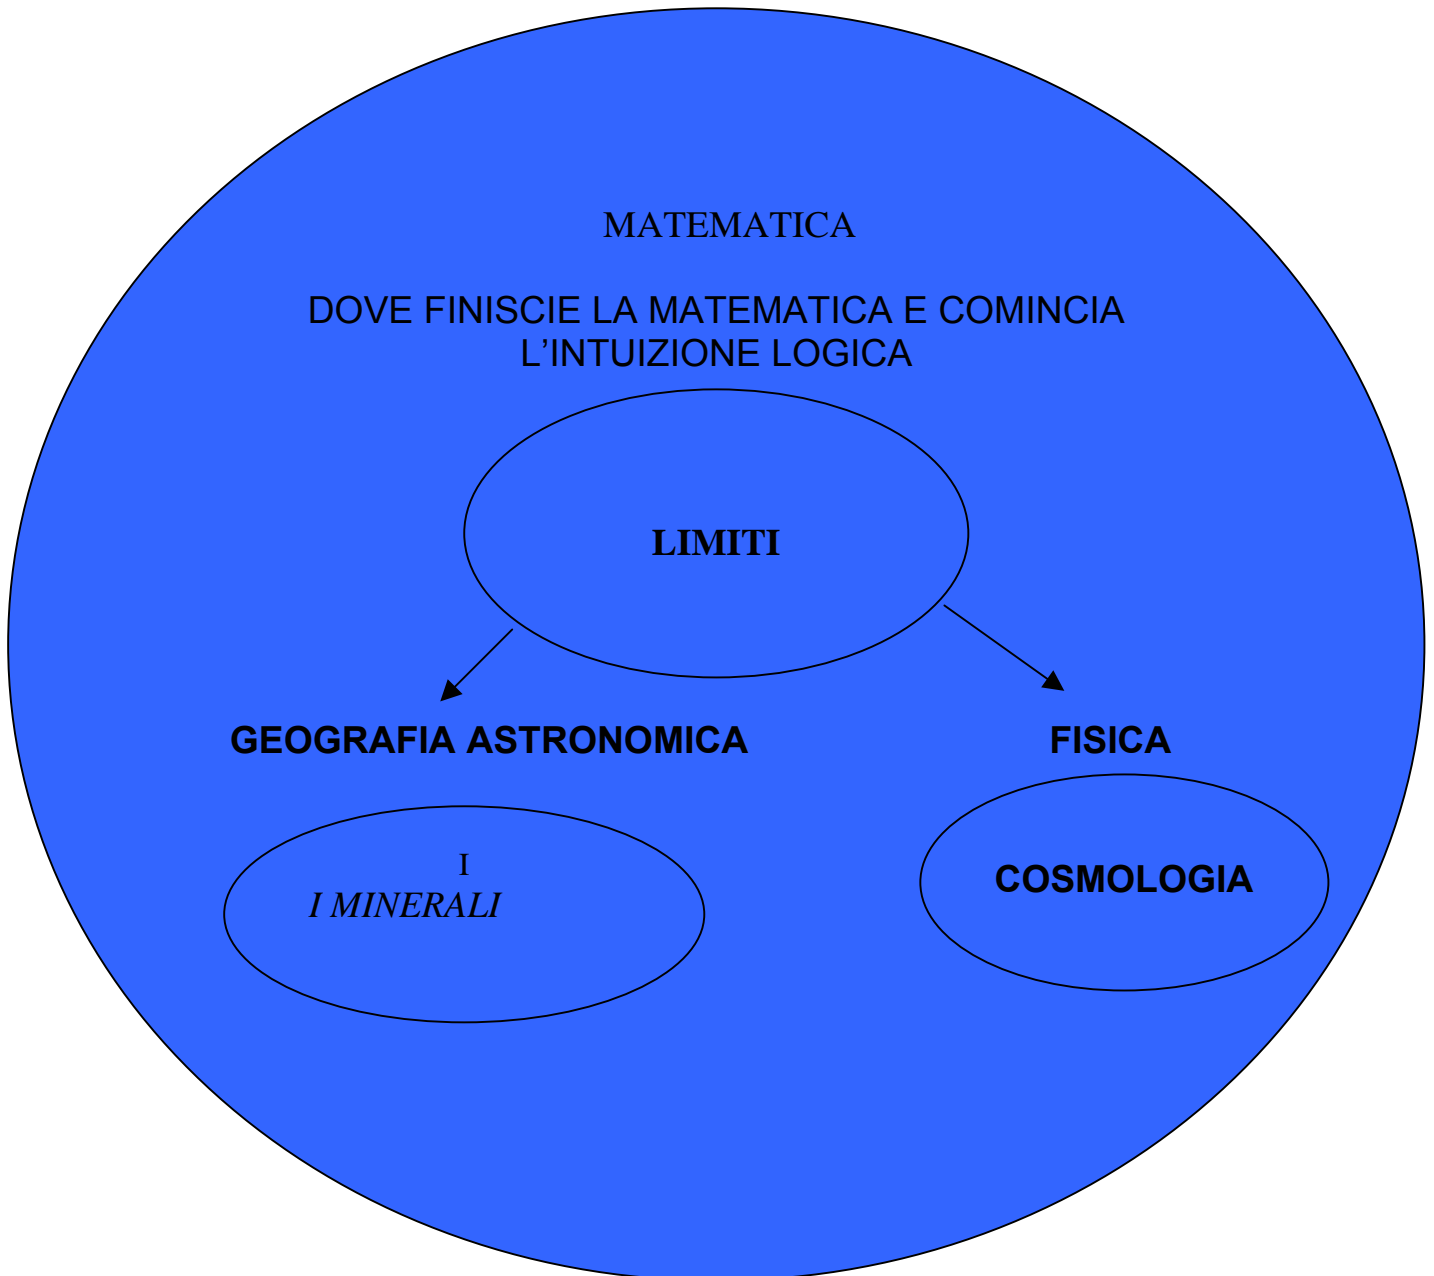 MATEMATICA
DOVE FINISCIE LA MATEMATICA E COMINCIA
L’INTUIZIONE LOGICA
LIMITI
GEOGRAFIA ASTRONOMICA
FISICA
I
I MINERALI
COSMOLOGIA